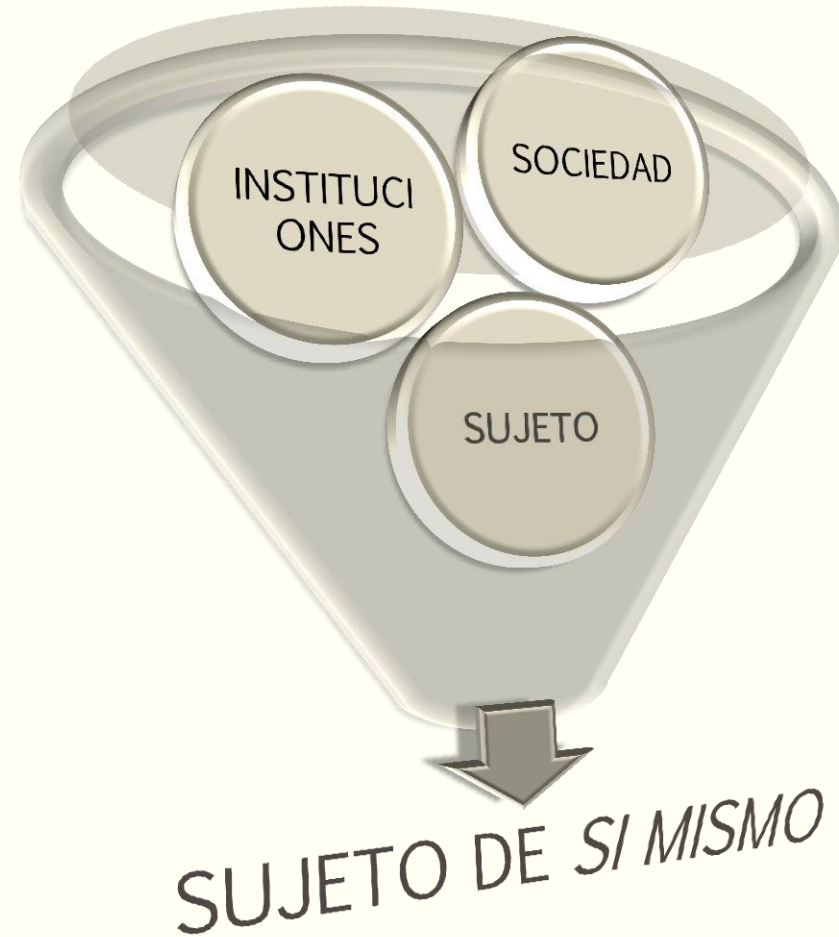 INSTITUCI
ONES
SOCIEDAD
SUJETO
SUJETO DE SI MISMO